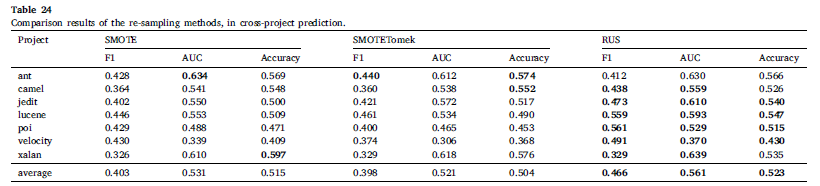 Table 24
Comparison results of the re-sampling methods, in cross-project prediction.
Project SMOTE SMOTETomek RUS
F1 AUC Accuracy F1 AUC Accuracy F1 AUC Accuracy
ant 0.428 0.634 0.569 0.440 0.612 0.574 0.412 0.630 0.566
camel 0.364 0.541 0.548 0.360 0.538 0.552 0.438 0.559 0.526
jedit 0.402 0.550 0.500 0.421 0.572 0.517 0.473 0.610 0.540
lucene 0.446 0.553 0.509 0.461 0.534 0.490 0.559 0.593 0.547
poi 0.429 0.488 0.471 0.400 0.465 0.453 0.561 0.529 0.515
velocity 0.430 0.339 0.409 0.374 0.306 0.368 0.491 0.370 0.430
xalan 0.326 0.610 0.597 0.329 0.618 0.576 0.329 0.639 0.535
average 0.403 0.531 0.515 0.398 0.521 0.504 0.466 0.561 0.523